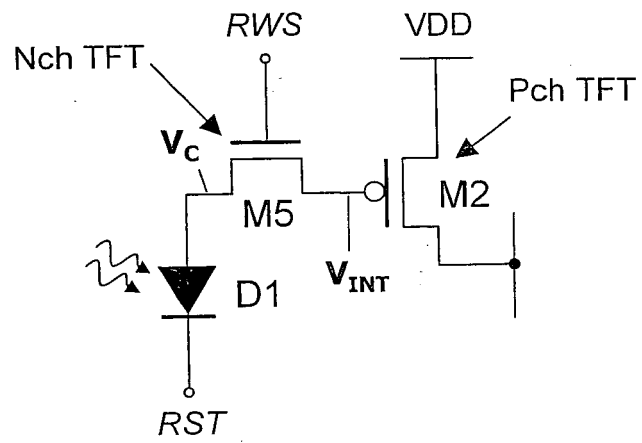 RWS
VDD
Nch TFT
Pch TFT
VC
M5
M2
VINT
D1
RST